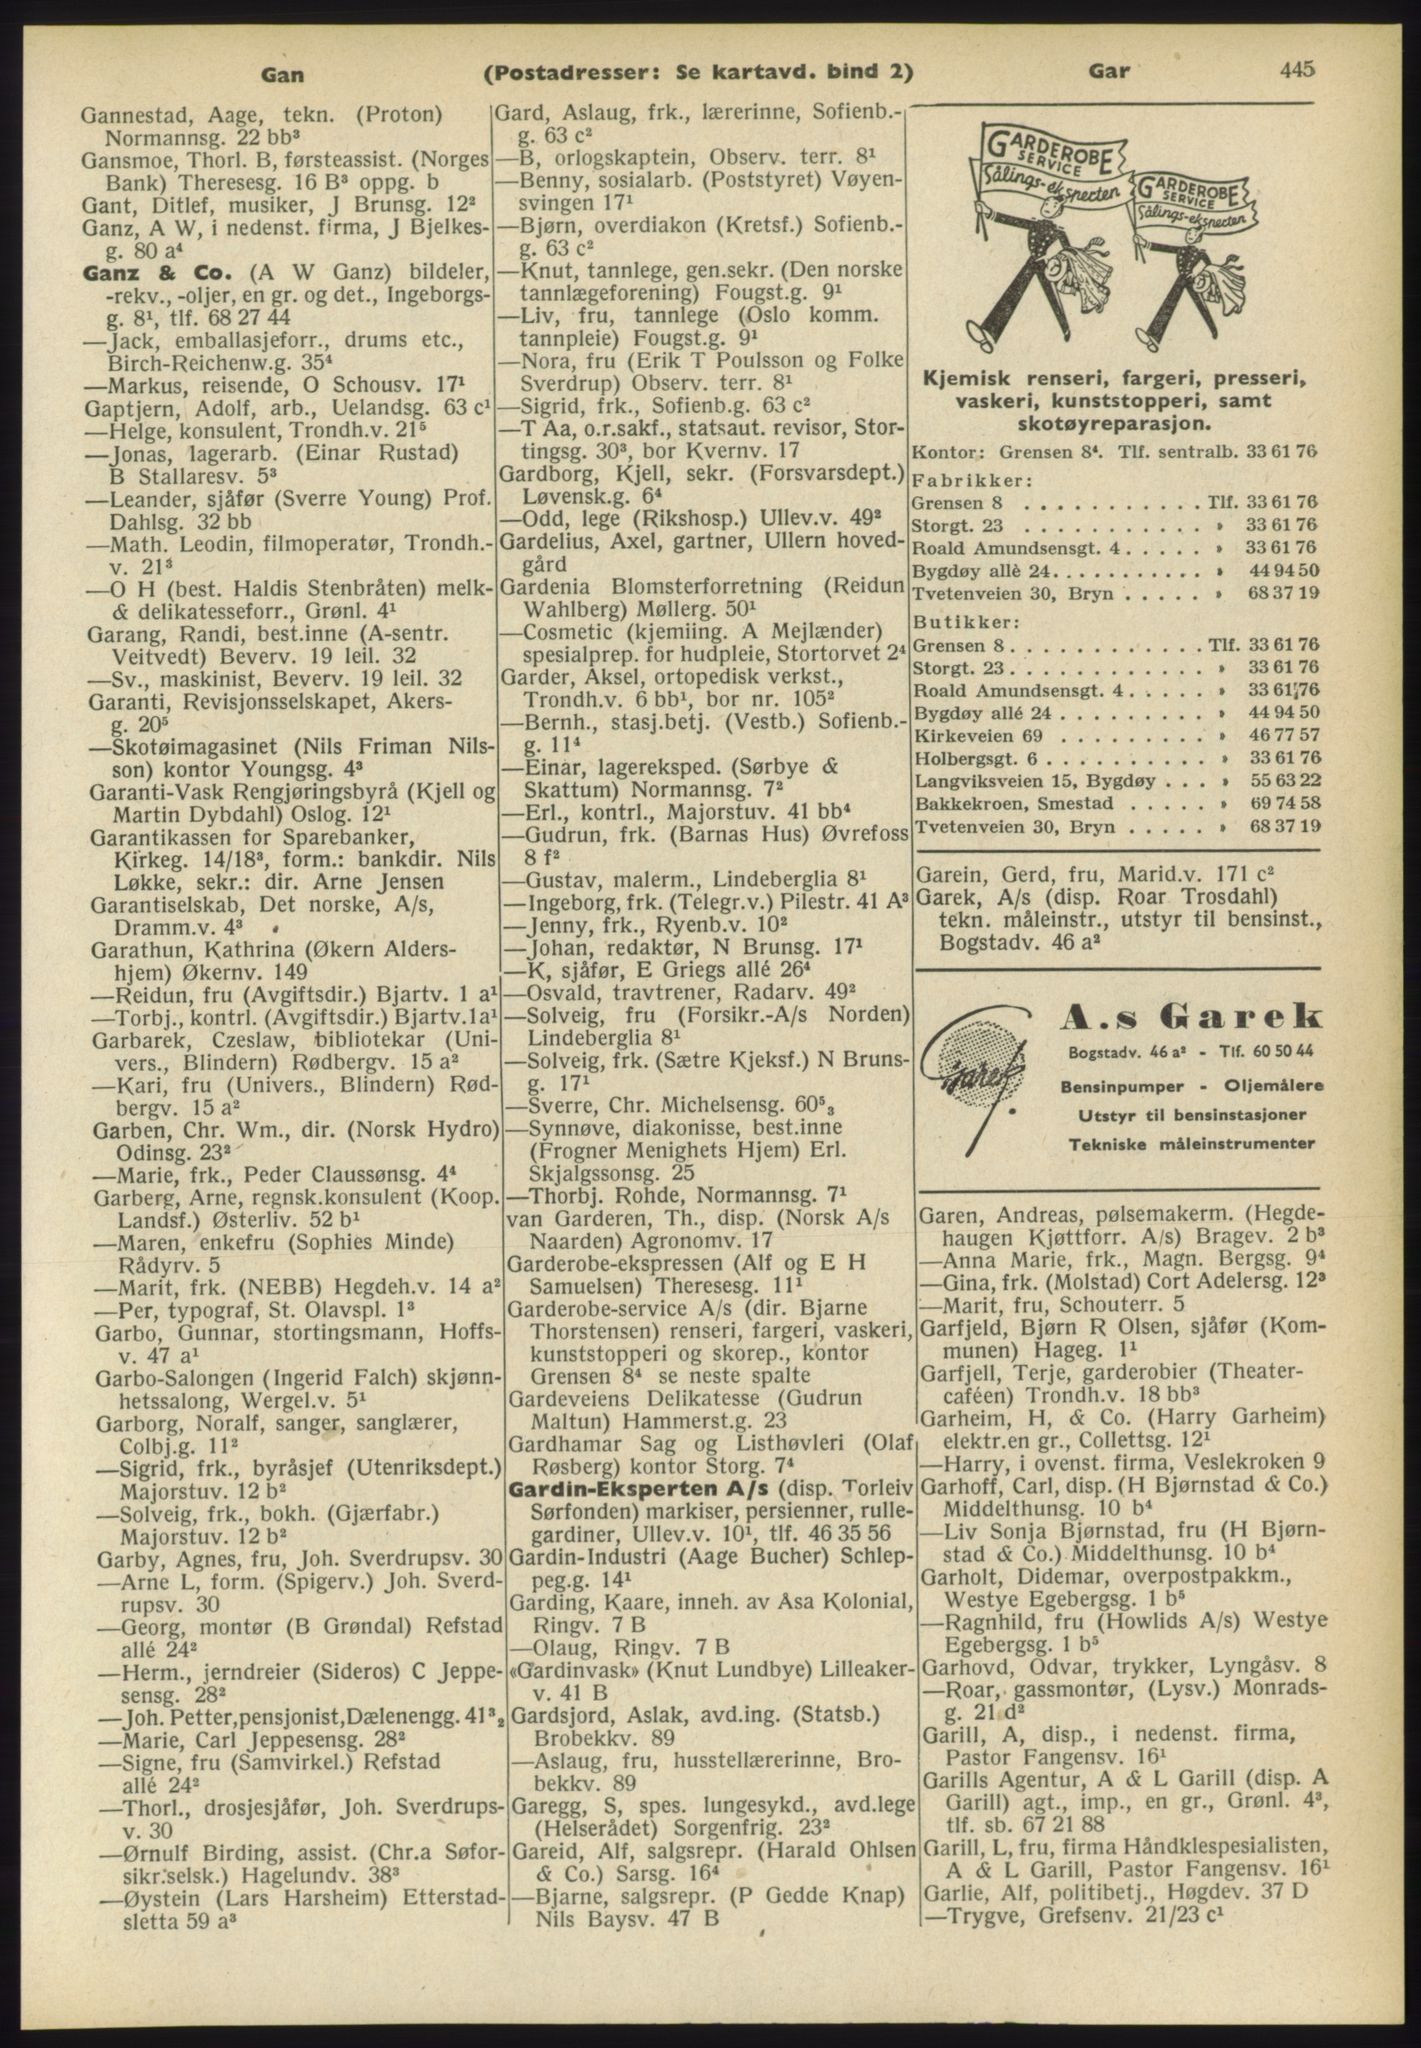 Gan
(Postadresser: Se kartavd. bind 2)
Gar
445
Gannestad, Aage, tekn. (Proton)
Normannsg. 22 bb³
Gansmoe, Thorl. B, førsteassist. (Norges
Bank) Theresesg. 16 B³ oppg. b
Gant, Ditlef, musiker, J Brunsg. 12²
Ganz, A W, i nedenst. firma, J Bjelkes-
g. 80 a⁴
Ganz & Co. (A W Ganz) bildeler,
-rekv., -oljer, en gr. og det., Ingeborgs-
g. 8¹, tlf. 68 27 44
—Jack, emballasjeforr., drums etc.,
Birch-Reichenw.g. 35⁴
—Markus, reisende, O Schousv. 17¹
Gaptjern, Adolf, arb., Uelandsg. 63 c¹
—Helge, konsulent, Trondh.v. 21⁵
—Jonas, lagerarb. (Einar Rustad)
B Stallaresv. 5³
—Leander, sjåfør (Sverre Young) Prof.
Dahlsg. 32 bb
—Math. Leodin, filmoperatør, Trondh.-
v. 21³
—O H (best. Haldis Stenbråten) melk-
& delikatesseforr., Grønl. 4¹
Garang, Randi, best.inne (A-sentr.
Veitvedt) Beverv. 19 leil. 32
—Sv., maskinist, Beverv. 19 leil. 32
Garanti, Revisjonsselskapet, Akers-
g. 20⁵
—Skotøimagasinet (Nils Friman Nils-
son) kontor Youngsg. 4³
Garanti-Vask Rengjøringsbyrå (Kjell og
Martin Dybdahl) Oslog. 12¹
Garantikassen for Sparebanker,
Kirkeg. 14/18³, form.: bankdir. Nils
Løkke, sekr.: dir. Arne Jensen
Garantiselskab, Det norske, A/s,
Dramm.v. 4³
Garathun, Kathrina (Økern Alders-
hjem) Økernv. 149
—Reidun, fru (Avgiftsdir.) Bjartv. 1 a¹
—Torbj., kontrl. (Avgiftsdir.) Bjartv.1a¹
Garbarek, Czeslaw, bibliotekar (Uni-
vers., Blindern) Rødbergv. 15 a²
—Kari, fru (Univers., Blindern) Rød-
bergv. 15 a²
Garben, Chr. Wm., dir. (Norsk Hydro)
Odinsg. 23²
—Marie, frk., Peder Claussønsg. 4⁴
Garberg, Arne, regnsk.konsulent (Koop.
Landsf.) Østerliv. 52 b¹
—Maren, enkefru (Sophies Minde)
Rådyrv. 5
—Marit, frk. (NEBB) Hegdeh.v. 14 a²
—Per, typograf, St. Olavspl. 1³
Garbo, Gunnar, stortingsmann, Hoffs-
v. 47 a¹
Garbo-Salongen (Ingerid Falch) skjønn-
hetssalong, Wergel.v. 5¹
Garborg, Noralf, sanger, sanglærer,
Colbj.g. 11²
—Sigrid, frk., byråsjef (Utenriksdept.)
Majorstuv. 12 b²
—Solveig, frk., bokh. (Gjærfabr.)
Majorstuv. 12 b²
Garby, Agnes, fru, Joh. Sverdrupsv. 30
—Arne L, form. (Spigerv.) Joh. Sverd-
rupsv. 30
—Georg, montør (B Grøndal) Refstad
allé 24²
—Herm., jerndreier (Sideros) C Jeppe-
sensg. 28²
—Joh. Petter,pensjonist,Dælenengg. 41³₂
—Marie, Carl Jeppesensg. 28²
—Signe, fru (Samvirkel.) Refstad
allé 24²
—Thorl., drosjesjåfør, Joh. Sverdrups-
v. 30
—Ørnulf Birding, assist. (Chr.a Søfor-
sikr.selsk.) Hagelundv. 38³
—Øystein (Lars Harsheim) Etterstad-
sletta 59 a³
Gard, Aslaug, frk., lærerinne, Sofienb.-
g. 63 c²
—B, orlogskaptein, Observ. terr. 8¹
—Benny, sosialarb. (Poststyret) Vøyen-
svingen 17¹
—Bjørn, overdiakon (Kretsf.) Sofienb.-
g. 63 c²
—Knut, tannlege, gen.sekr. (Den norske
tannlægeforening) Fougst.g. 9¹
—Liv, fru, tannlege (Oslo komm.
tannpleie) Fougst.g. 9¹
—Nora, fru (Erik T Poulsson og Folke
Sverdrup) Observ. terr. 8¹
—Sigrid, frk., Sofienb.g. 63 c²
—T Aa, o.r.sakf., statsaut. revisor, Stor-
tingsg. 30³, bor Kvernv. 17
Gardborg, Kjell, sekr. (Forsvarsdept.)
Løvensk.g. 6⁴
—Odd, lege (Rikshosp.) Ullev.v. 49²
Gardelius, Axel, gartner, Ullern hoved-
gård
Gardenia Blomsterforretning (Reidun
Wahlberg) Møllerg. 50¹
—Cosmetic (kjemiing. A Mejlænder)
spesialprep. for hudpleie, Stortorvet 2⁴
Garder, Aksel, ortopedisk verkst.,
Trondh.v. 6 bb¹, bor nr. 105²
—Bernh., stasj.betj. (Vestb.) Sofienb.-
g. 11⁴
—Einar, lagereksped. (Sørbye &
Skattum) Normannsg. 7²
—Erl., kontrl., Majorstuv. 41 bb⁴
—Gudrun, frk. (Barnas Hus) Øvrefoss
8 f²
—Gustav, malerm., Lindeberglia 8¹
—Ingeborg, frk. (Telegr.v.) Pilestr. 41 A³
—Jenny, frk., Ryenb.v. 10²
—Johan, redaktør, N Brunsg. 17¹
—K, sjåfør, E Griegs allé 26⁴
—Osvald, travtrener, Radarv. 49²
—Solveig, fru (Forsikr.-A/s Norden)
Lindeberglia 8¹
—Solveig, frk. (Sætre Kjeksf.) N Bruns-
g. 17¹
—Sverre, Chr. Michelsensg. 60⁵₃
—Synnøve, diakonisse, best.inne
(Frogner Menighets Hjem) Erl.
Skjalgssonsg. 25
—Thorbj. Rohde, Normannsg. 7¹
van Garderen, Th., disp. (Norsk A/s
Naarden) Agronomv. 17
Garderobe-ekspressen (Alf og E H
Samuelsen) Theresesg. 11¹
Garderobe-service A/s (dir. Bjarne
Thorstensen) renseri, fargeri, vaskeri,
kunststopperi og skorep., kontor
Grensen 8⁴ se neste spalte
Gardeveiens Delikatesse (Gudrun
Maltun) Hammerst.g. 23
Gardhamar Sag og Listhøvleri (Olaf
Røsberg) kontor Storg. 7⁴
Gardin-Eksperten A/s (disp. Torleiv
Sørfonden) markiser, persienner, rulle-
gardiner, Ullev.v. 10¹, tlf. 46 35 56
Gardin-Industri (Aage Bucher) Schlep-
peg.g. 14¹
Garding, Kaare, inneh. av Åsa Kolonial,
Ringv. 7 B
—Olaug, Ringv. 7 B
«Gardinvask» (Knut Lundbye) Lilleaker-
v. 41 B
Gardsjord, Aslak, avd.ing. (Statsb.)
Brobekkv. 89
—Aslaug, fru, husstellærerinne, Bro-
bekkv. 89
Garegg, S, spes. lungesykd., avd.lege
(Helserådet) Sorgenfrig. 23²
Gareid, Alf, salgsrepr. (Harald Ohlsen
& Co.) Sarsg. 16⁴
—Bjarne, salgsrepr. (P Gedde Knap)
Nils Baysv. 47 B
GARDEROBE
SERVICE
Sålings-eksperten
GARDEROBE
SERVICE
Sålings-eksperten
Kjemisk renseri, fargeri, presseri,
vaskeri, kunststopperi, samt
skotøyreparasjon.
Kontor: Grensen 8⁴. Tlf. sentralb. 33 61 76
Fabrikker:
Grensen 8 . . . . . . . . . . . Tlf. 33 61 76
Storgt. 23 . . . . . . . . . . . » 33 61 76
Roald Amundsensgt. 4 . . . . . » 33 61 76
Bygdøy allè 24. . . . . . . . . . » 44 94 50
Tvetenveien 30, Bryn . . . . . » 68 37 19
Butikker:
Grensen 8 . . . . . . . . . . . . Tlf. 33 61 76
Storgt. 23 . . . . . . . . . . . . » 33 61 76
Roald Amundsensgt. 4 . . . . . » 33 61 76
Bygdøy allé 24 . . . . . . . . . » 44 94 50
Kirkeveien 69 . . . . . . . . . » 46 77 57
Holbergsgt. 6 . . . . . . . . . . » 33 61 76
Langviksveien 15, Bygdøy . . . » 55 63 22
Bakkekroen, Smestad . . . . . » 69 74 58
Tvetenveien 30, Bryn . . . . . » 68 37 19
Garein, Gerd, fru, Marid.v. 171 c²
Garek, A/s (disp. Roar Trosdahl)
tekn. måleinstr., utstyr til bensinst.,
Bogstadv. 46 a²
Garek
A.s Garek
Bogstadv. 46 a² - Tlf. 60 50 44
Bensinpumper - Oljemålere
Utstyr til bensinstasjoner
Tekniske måleinstrumenter
Garen, Andreas, pølsemakerm. (Hegde-
haugen Kjøttforr. A/s) Bragev. 2 b³
—Anna Marie, frk., Magn. Bergsg. 9⁴
—Gina, frk. (Molstad) Cort Adelersg. 12³
—Marit, fru, Schouterr. 5
Garfjeld, Bjørn R Olsen, sjåfør (Kom-
munen) Hageg. 1¹
Garfjell, Terje, garderobier (Theater-
caféen) Trondh.v. 18 bb³
Garheim, H, & Co. (Harry Garheim)
elektr.en gr., Collettsg. 12¹
—Harry, i ovenst. firma, Veslekroken 9
Garhoff, Carl, disp. (H Bjørnstad & Co.)
Middelthunsg. 10 b⁴
—Liv Sonja Bjørnstad, fru (H Bjørn-
stad & Co.) Middelthunsg. 10 b⁴
Garholt, Didemar, overpostpakkm.,
Westye Egebergsg. 1 b⁵
—Ragnhild, fru (Howlids A/s) Westye
Egebergsg. 1 b⁵
Garhovd, Odvar, trykker, Lyngåsv. 8
—Roar, gassmontør, (Lysv.) Monrads-
g. 21 d²
Garill, A, disp., i nedenst. firma,
Pastor Fangensv. 16¹
Garills Agentur, A & L Garill (disp. A
Garill) agt., imp., en gr., Grønl. 4³,
tlf. sb. 67 21 88
Garill, L, fru, firma Håndklespesialisten,
A & L Garill, Pastor Fangensv. 16¹
Garlie, Alf, politibetj., Høgdev. 37 D
—Trygve, Grefsenv. 21/23 c¹